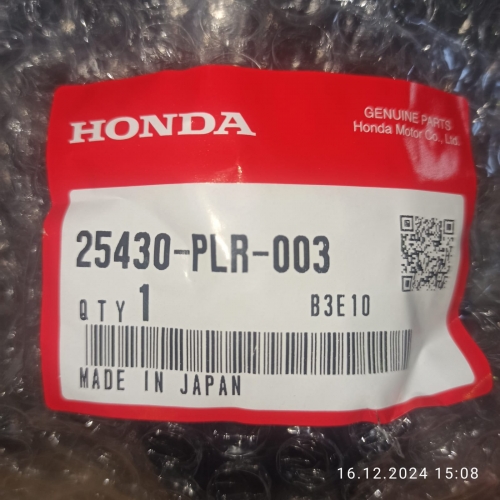 HONDA
GENUINE PARTS
Honda Motor Co., Ltd.
25430-PLR-003
QTY 1
B3E10
MADE IN JAPAN
16.12.2024 15:08